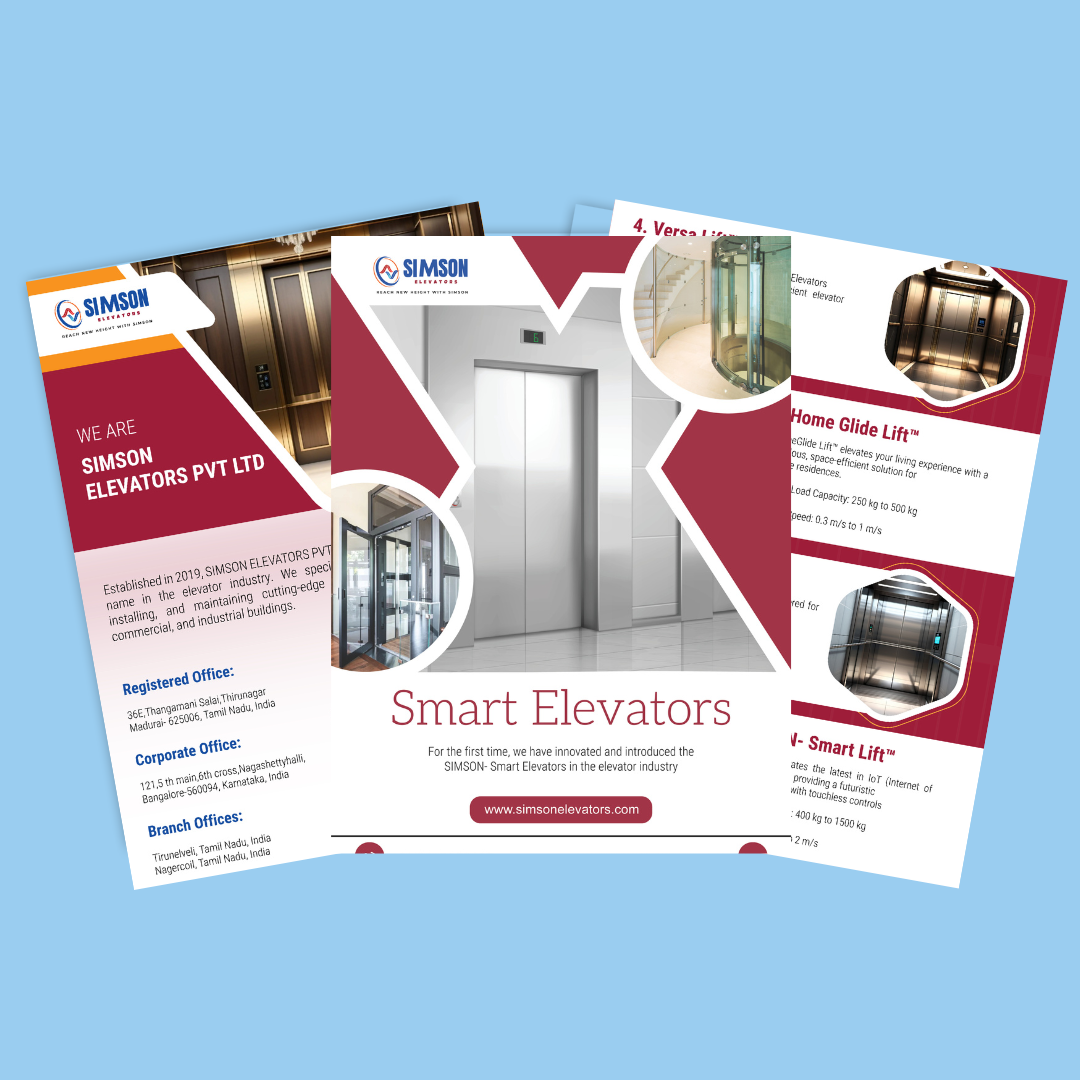 SIMSON
ELEVATORS
REACH NEW HEIGHT WITH SIMSON
WE ARE
SIMSON
ELEVATORS PVT LTD
Established in 2019, SIMSON ELEVATORS PVT
name in the elevator industry. We speci
installing, and maintaining cutting-edge
commercial, and industrial buildings.
Registered Office:
36E,Thangamani Salai,Thirunagar
Madurai- 625006, Tamil Nadu, India
Corporate Office:
121,5 th main,6th cross,Nagashettyhalli,
Bangalore-560094, Karnataka, India
Branch Offices:
Tirunelveli, Tamil Nadu, India
Nagercoil, Tamil Nadu, India
SIMSON
ELEVATORS
REACH NEW HEIGHT WITH SIMSON
Smart Elevators
For the first time, we have innovated and introduced the
SIMSON- Smart Elevators in the elevator industry
www.simsonelevators.com
4. Versa Lift
Elevators
elevator
Home Glide Lift™
eGlide Lift™ elevates your living experience with a
ous, space-efficient solution for
residences.
Load Capacity: 250 kg to 500 kg
peed: 0.3 m/s to 1 m/s
ered for
N- Smart Lift™
ates the latest in IoT (Internet of
providing a futuristic
with touchless controls
: 400 kg to 1500 kg
2 m/s